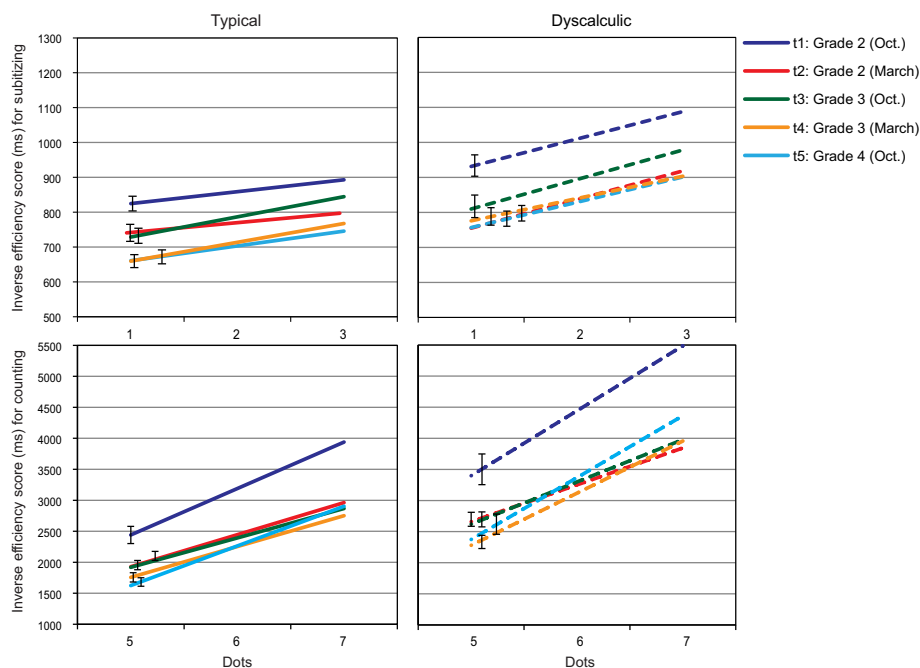 Typical
Dyscalculic
Inverse efficiency score (ms) for subitizing
1300
1200
1100
1000
900
800
700
600
500
1 2 3
1 2 3
t1: Grade 2 (Oct.)
t2: Grade 2 (March)
t3: Grade 3 (Oct.)
t4: Grade 3 (March)
t5: Grade 4 (Oct.)
Inverse efficiency score (ms) for counting
5500
5000
4500
4000
3500
3000
2500
2000
1500
1000
5 6 7
5 6 7
Dots
Dots